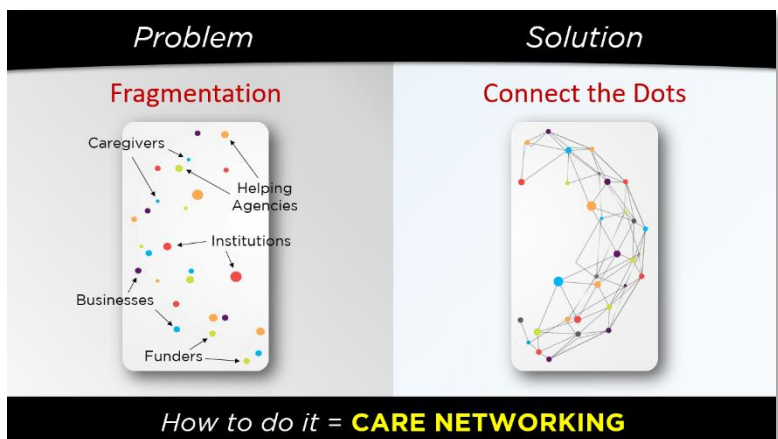 Problem
Solution
Fragmentation
Connect the Dots
Caregivers
Helping
Agencies
Institutions
Businesses
Funders
How to do it = CARE NETWORKING